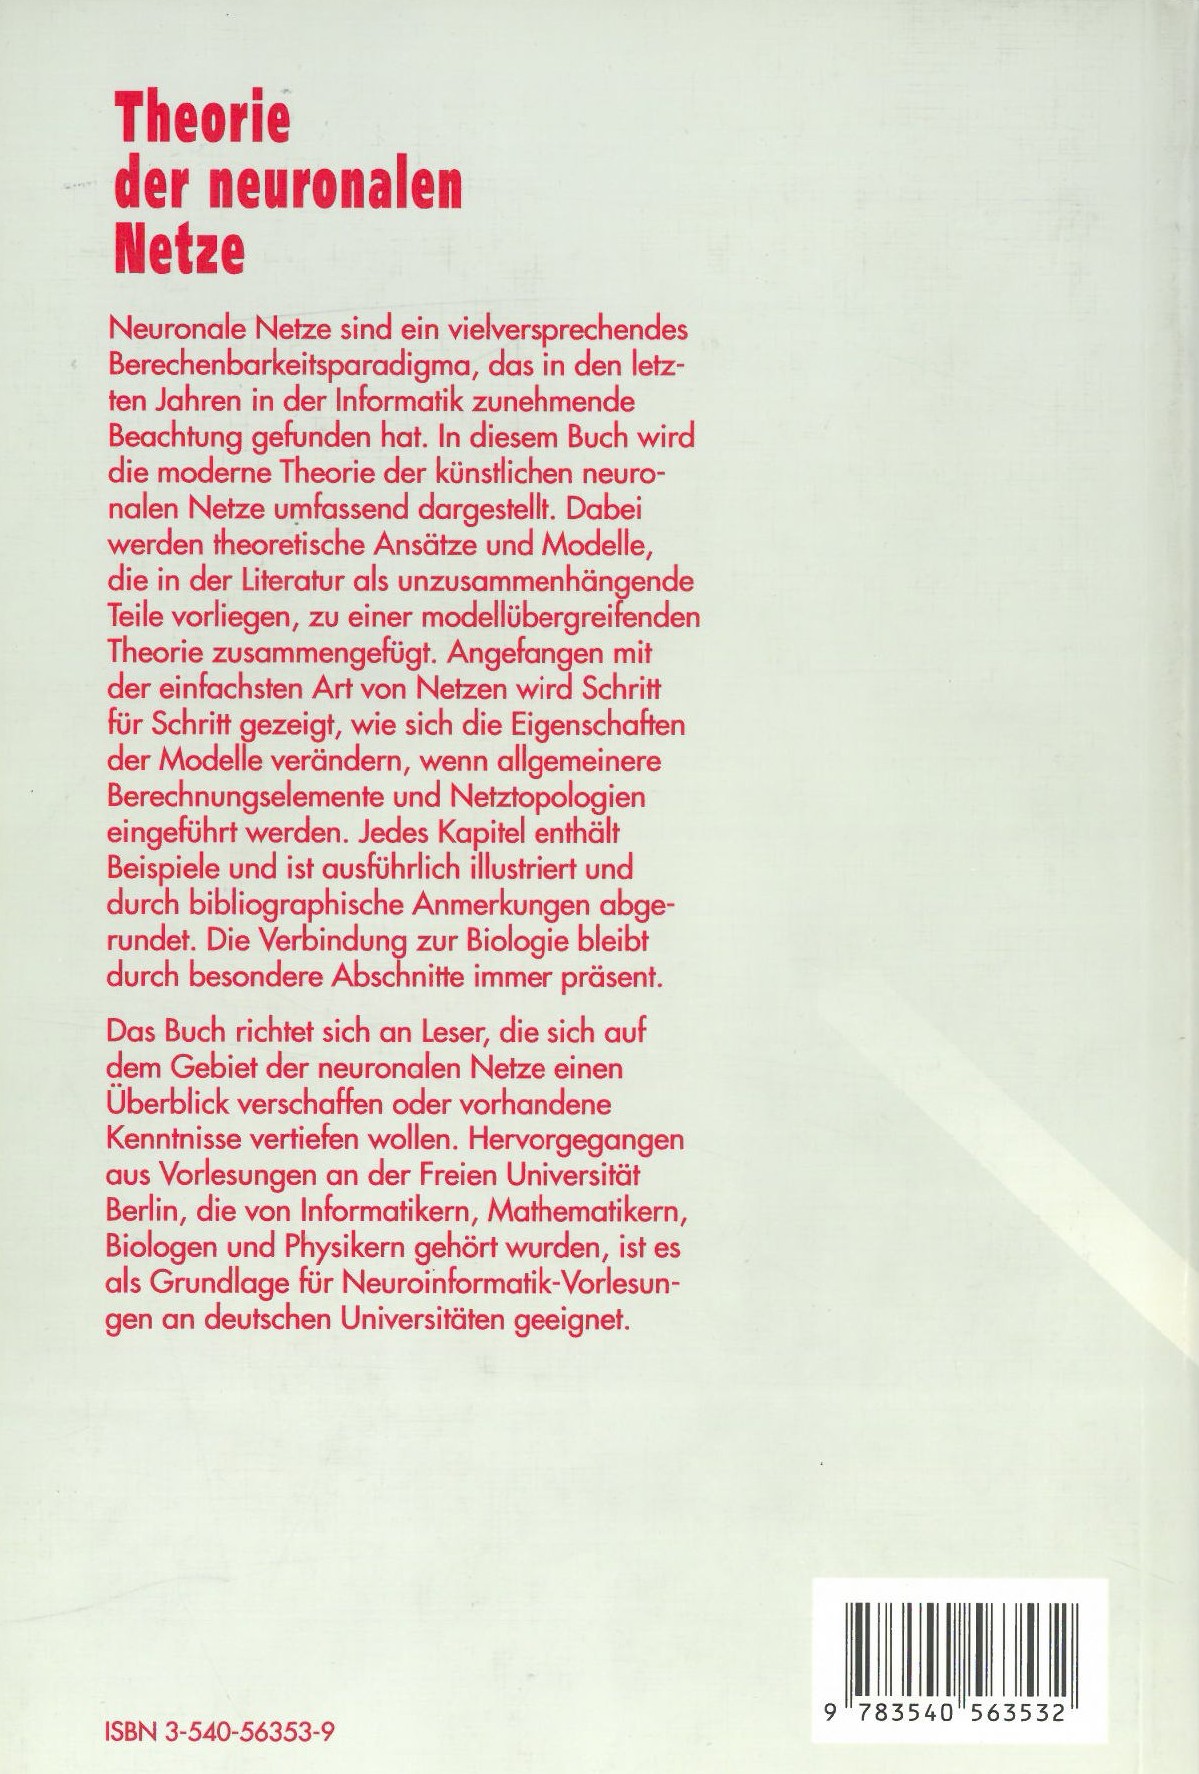 Theorie
der neuronalen
Netze
Neuronale Netze sind ein vielversprechendes
Berechenbarkeitsparadigma, das in den letz-
ten Jahren in der Informatik zunehmende
Beachtung gefunden hat. In diesem Buch wird
die moderne Theorie der künstlichen neuro-
nalen Netze umfassend dargestellt. Dabei
werden theoretische Ansätze und Modelle,
die in der Literatur als unzusammenhängende
Teile vorliegen, zu einer modellübergreifenden
Theorie zusammengefügt. Angefangen mit
der einfachsten Art von Netzen wird Schritt
für Schritt gezeigt, wie sich die Eigenschaften
der Modelle verändern, wenn allgemeinere
Berechnungselemente und Netztopologien
eingeführt werden. Jedes Kapitel enthält
Beispiele und ist ausführlich illustriert und
durch bibliographische Anmerkungen abge-
rundet. Die Verbindung zur Biologie bleibt
durch besondere Abschnitte immer präsent.
Das Buch richtet sich an Leser, die sich auf
dem Gebiet der neuronalen Netze einen
Überblick verschaffen oder vorhandene
Kenntnisse vertiefen wollen. Hervorgegangen
aus Vorlesungen an der Freien Universität
Berlin, die von Informatikern, Mathematikern,
Biologen und Physikern gehört wurden, ist es
als Grundlage für Neuroinformatik-Vorlesun-
gen an deutschen Universitäten geeignet.
9 783540 563532
ISBN 3-540-56353-9